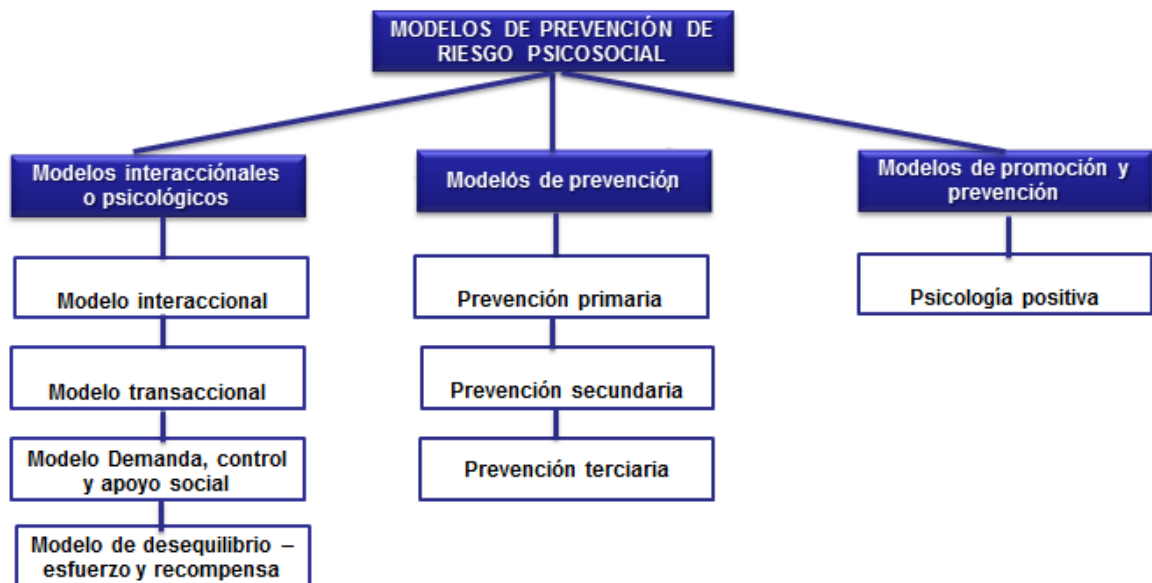 MODELOS DE PREVENCIÓN DE
RIESGO PSICOSOCIAL
Modelos interacciónales
o psicológicos
Modelo interaccional
Modelo transaccional
Modelo Demanda, control
y apoyo social
Modelo de desequilibrio –
esfuerzo y recompensa
Modelos de prevención
Prevención primaria
Prevención secundaria
Prevención terciaria
Modelos de promoción y
prevención
Psicología positiva